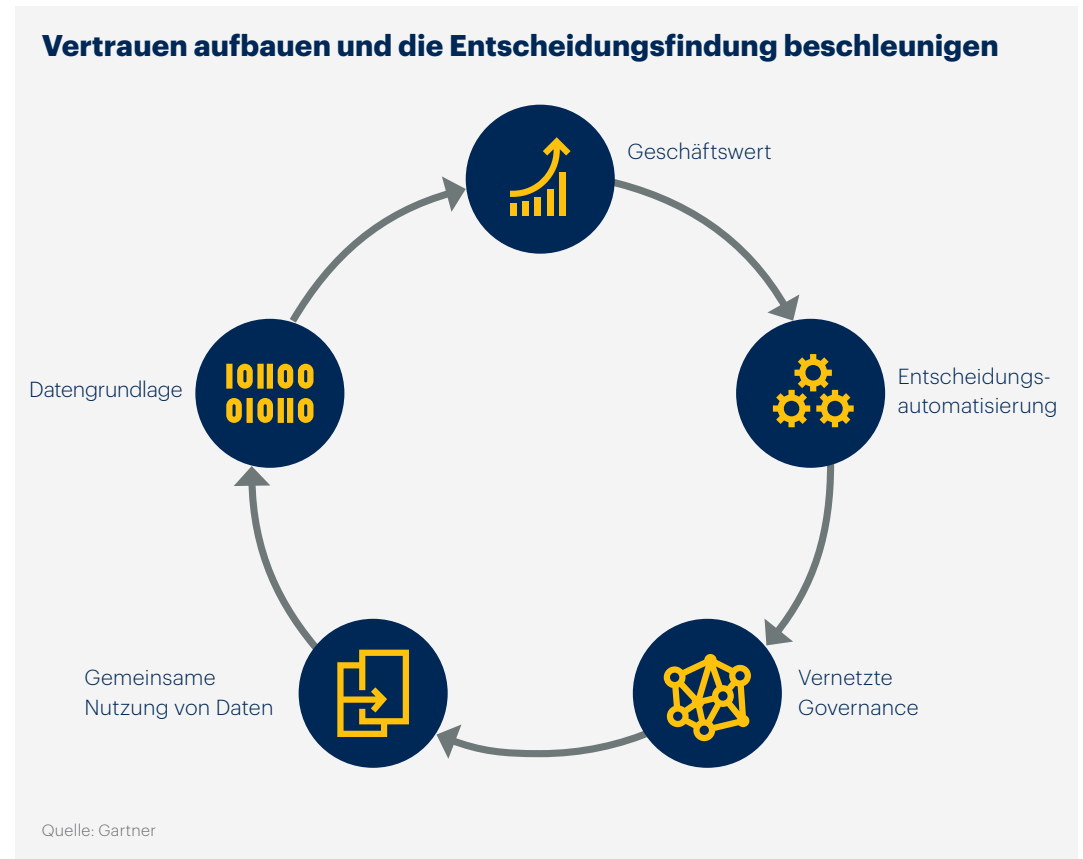 Vertrauen aufbauen und die Entscheidungsfindung beschleunigen
Geschäftswert
Datengrundlage
101100
010110
Entscheidungs-
automatisierung
Gemeinsame
Nutzung von Daten
Vernetzte
Governance
Quelle: Gartner